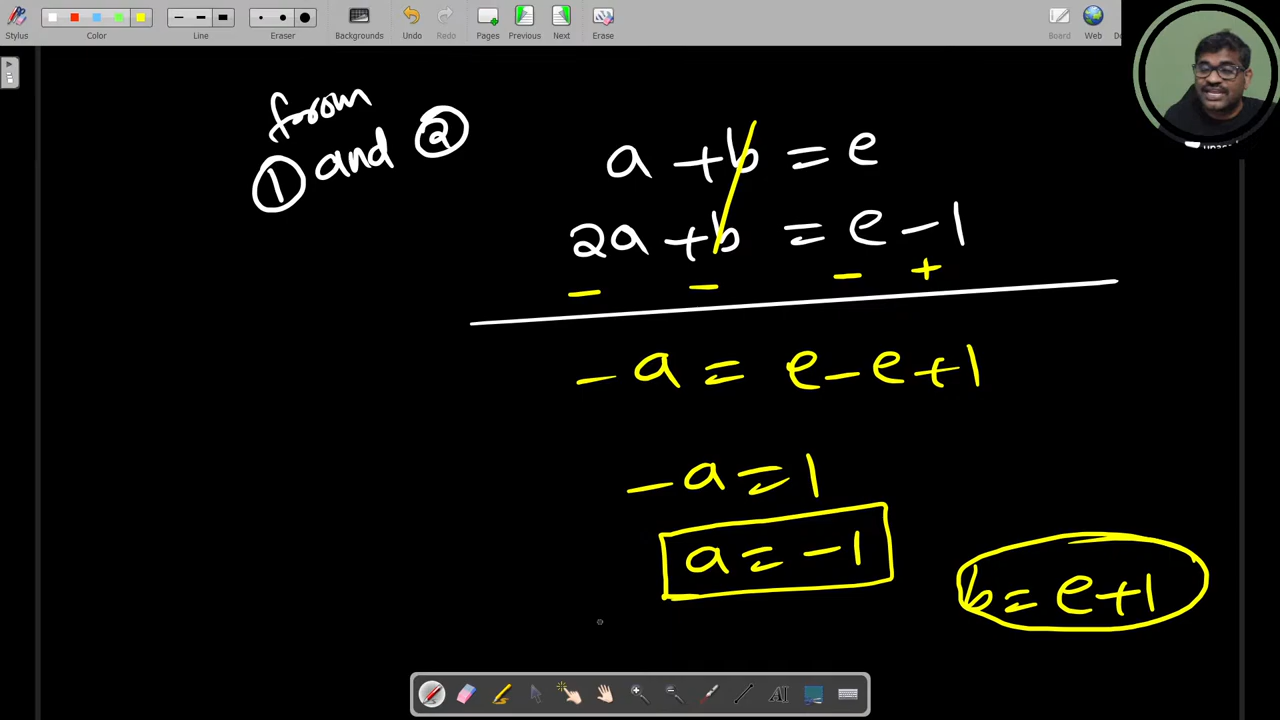 Stylus Color Line Eraser Backgrounds Undo Redo Pages Previous Next Erase Board Web
from
① and ②
a + b = e
2a + b = e - 1
- - - +
-a = e - e + 1
-a = 1
a = -1
b = e + 1